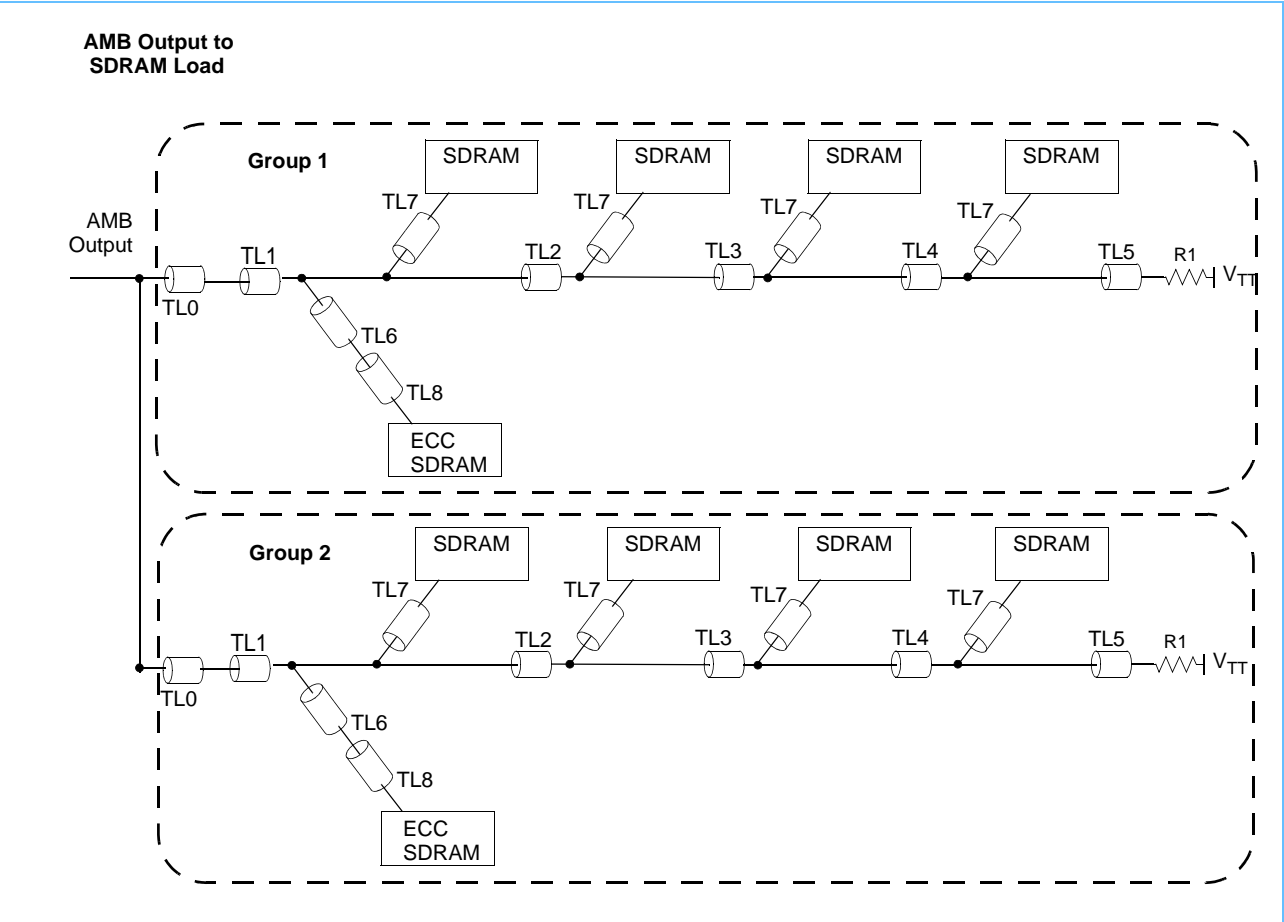 AMB Output to
SDRAM Load
Group 1
SDRAM
SDRAM
SDRAM
SDRAM
AMB
Output
TL7
TL7
TL7
TL7
TL1
TL2
TL3
TL4
TL5
R1
VTT
TL0
TL6
TL8
ECC
SDRAM
Group 2
SDRAM
SDRAM
SDRAM
SDRAM
TL7
TL7
TL7
TL7
TL1
TL2
TL3
TL4
TL5
R1
VTT
TL0
TL6
TL8
ECC
SDRAM